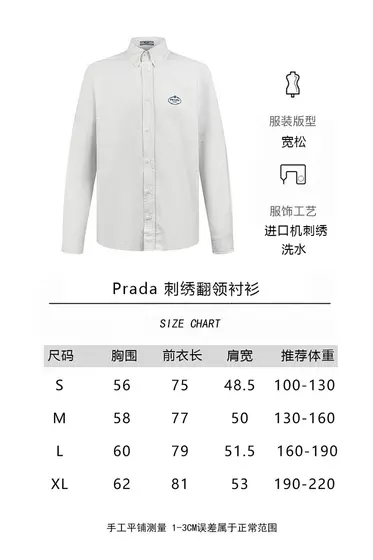 PRADA
服装版型
宽松
服饰工艺
进口机刺绣
洗水
Prada 刺绣翻领衬衫
SIZE CHART
尺码 胸围 前衣长 肩宽 推荐体重
S 56 75 48.5 100-130
M 58 77 50 130-160
L 60 79 51.5 160-190
XL 62 81 53 190-220
手工平铺测量 1-3CM误差属于正常范围